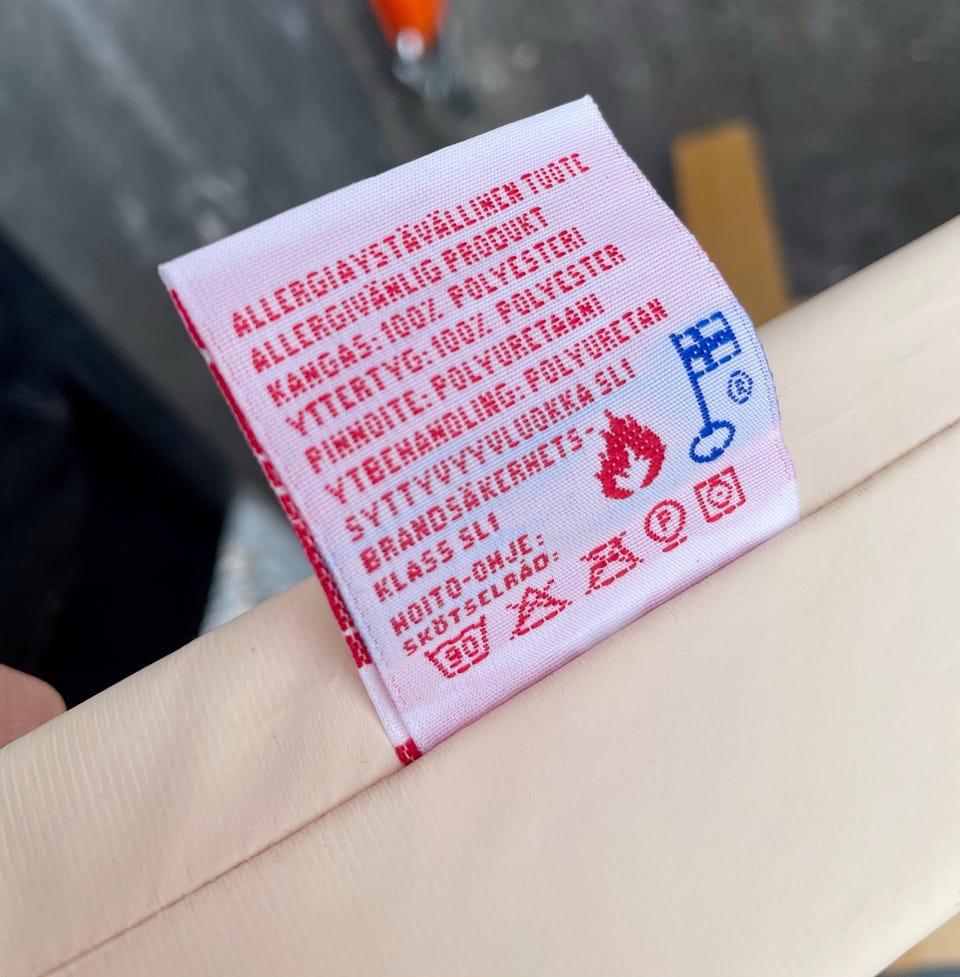 ALLERGIAYSTÄVÄLLINEN TUOTE
ALLERGIVÄNLIG PRODUKT
KANGAS: 100% POLYESTERI
YTTERTYG: 100% POLYESTER
PINNOITE: POLYURETAANI
YTBEHANDLING: POLYURETAN
SYTTYVYYVLUOKKA SL1
BRANDSÄKERHETS-
KLASS SL1
HOITO-OHJE:
SKÖTSELRÅD:
90 P
®